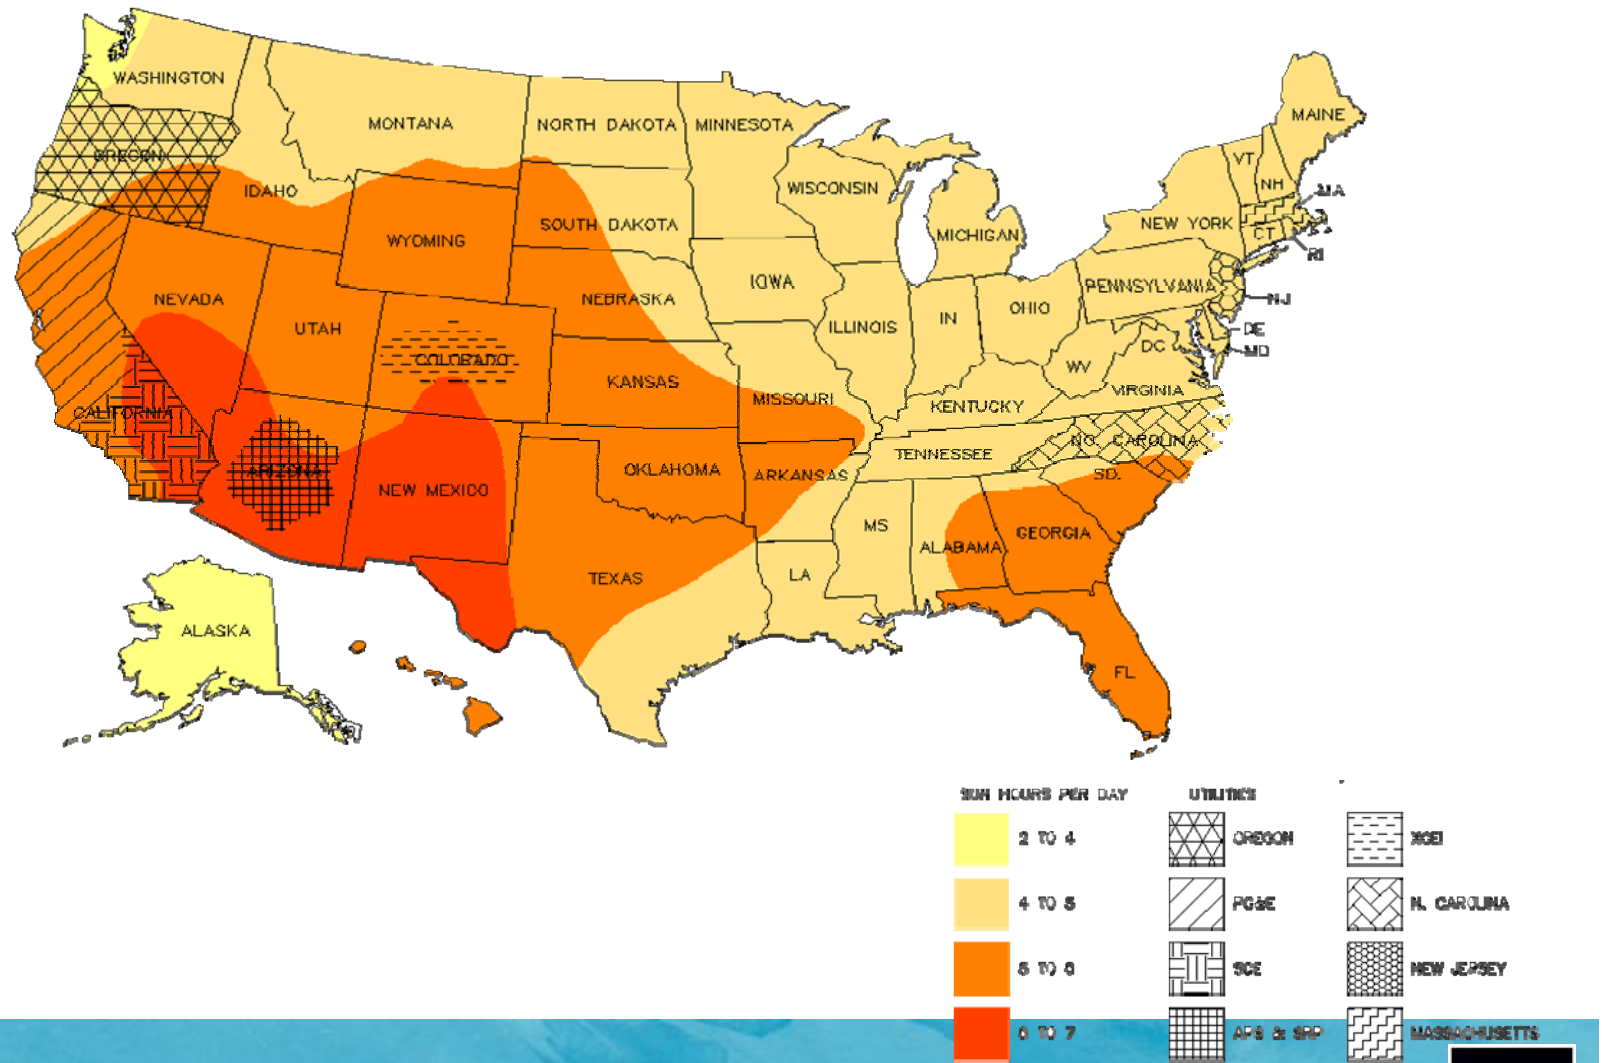 WASHINGTON
MONTANA
NORTH DAKOTA
MINNESOTA
MAINE
OREGON
VT
IDAHO
WISCONSIN
NH
MA
SOUTH DAKOTA
NEW YORK
WYOMING
MICHIGAN
CT
RI
IOWA
PENNSYLVANIA
NEVADA
NEBRASKA
NJ
OHIO
UTAH
ILLINOIS
IN
DE
DC
MD
COLORADO
WV
KANSAS
VIRGINIA
MISSOURI
KENTUCKY
CALIFORNIA
NO. CAROLINA
TENNESSEE
ARIZONA
OKLAHOMA
ARKANSAS
SO.
NEW MEXICO
MS
GEORGIA
ALABAMA
TEXAS
LA
ALASKA
FL
SUN HOURS PER DAY
2 TO 4
4 TO 5
5 TO 6
6 TO 7
UTILITIES
OREGON
PG&E
SCE
APS & SRP
XCEL
N. CAROLINA
NEW JERSEY
MASSACHUSETTS